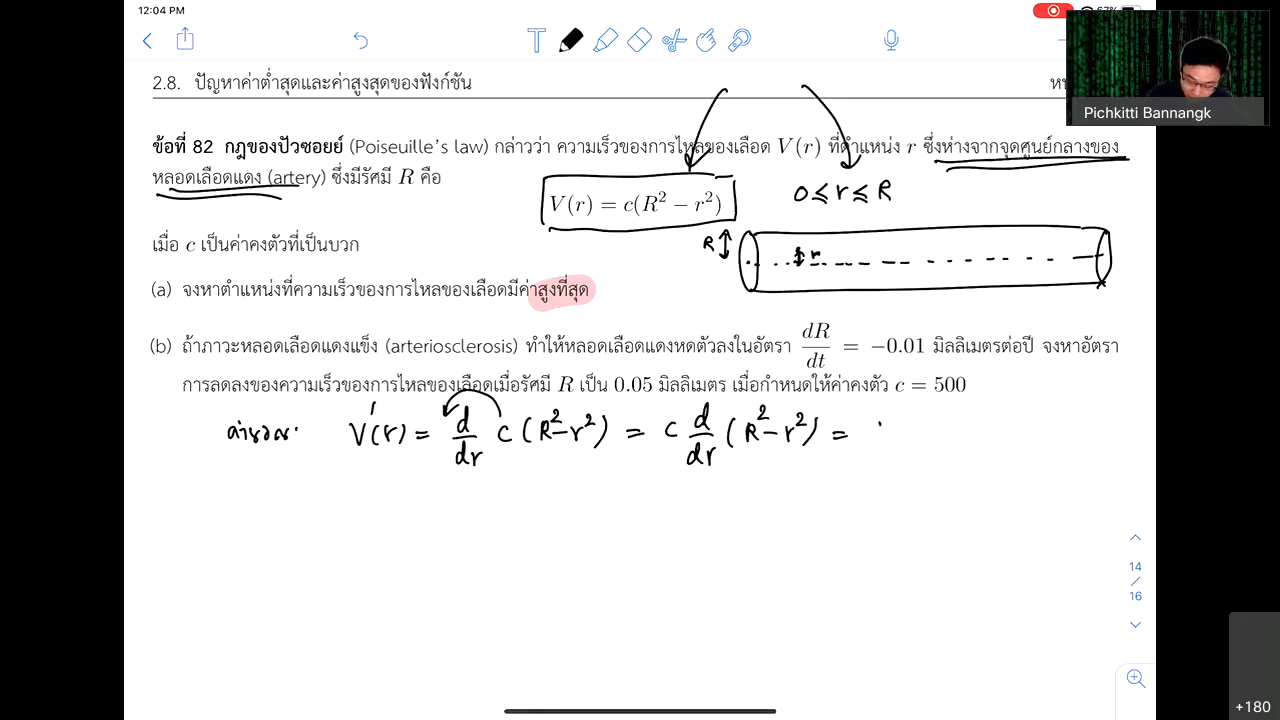 12:04 PM
67%
T
Pichkitti Bannangk
2.8. ปัญหาค่าต่ำสุดและค่าสูงสุดของฟังก์ชัน
ข้อที่ 82 กฎของปัวซอยย์ (Poiseuille's law) กล่าวว่า ความเร็วของการไหลของเลือด V(r) ที่ตำแหน่ง r ซึ่งห่างจากจุดศูนย์กลางของ
หลอดเลือดแดง (artery) ซึ่งมีรัศมี R คือ
V(r) = c(R² − r²)
0 ≤ r ≤ R
R
r
เมื่อ c เป็นค่าคงตัวที่เป็นบวก
(a) จงหาตำแหน่งที่ความเร็วของการไหลของเลือดมีค่าสูงที่สุด
(b) ถ้าภาวะหลอดเลือดแดงแข็ง (arteriosclerosis) ทำให้หลอดเลือดแดงหดตัวลงในอัตรา dR/dt = −0.01 มิลลิเมตรต่อปี จงหาอัตรา
การลดลงของความเร็วของการไหลของเลือดเมื่อรัศมี R เป็น 0.05 มิลลิเมตร เมื่อกำหนดให้ค่าคงตัว c = 500
V'(r) = d/dr c(R² − r²) = c d/dr (R² − r²) =
14
/
16
+180